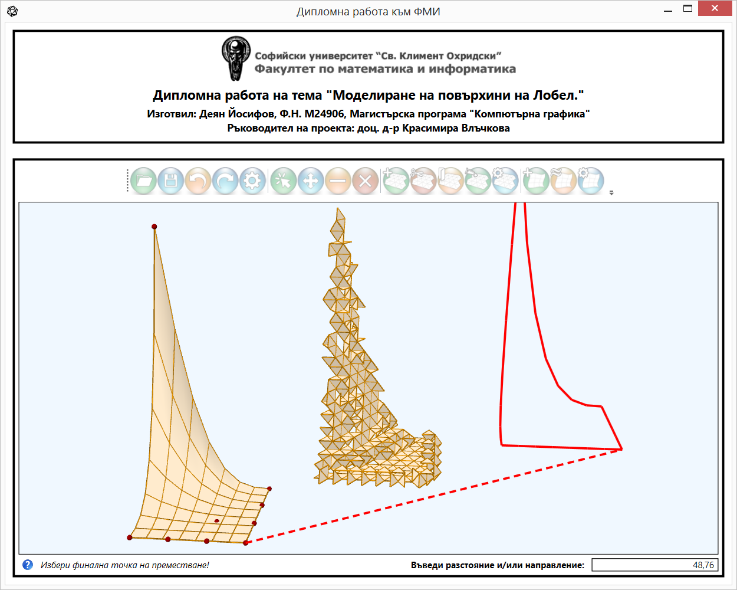 Дипломна работа към ФМИ
Софийски университет "Св. Климент Охридски"
Факултет по математика и информатика
Дипломна работа на тема "Моделиране на повърхини на Лобел."
Изготвил: Деян Йосифов, Ф.Н. М24906, Магистърска програма "Компютърна графика"
Ръководител на проекта: доц. д-р Красимира Влъчкова
Избери финална точка на преместване!
Въведи разстояние и/или направление:
48,76